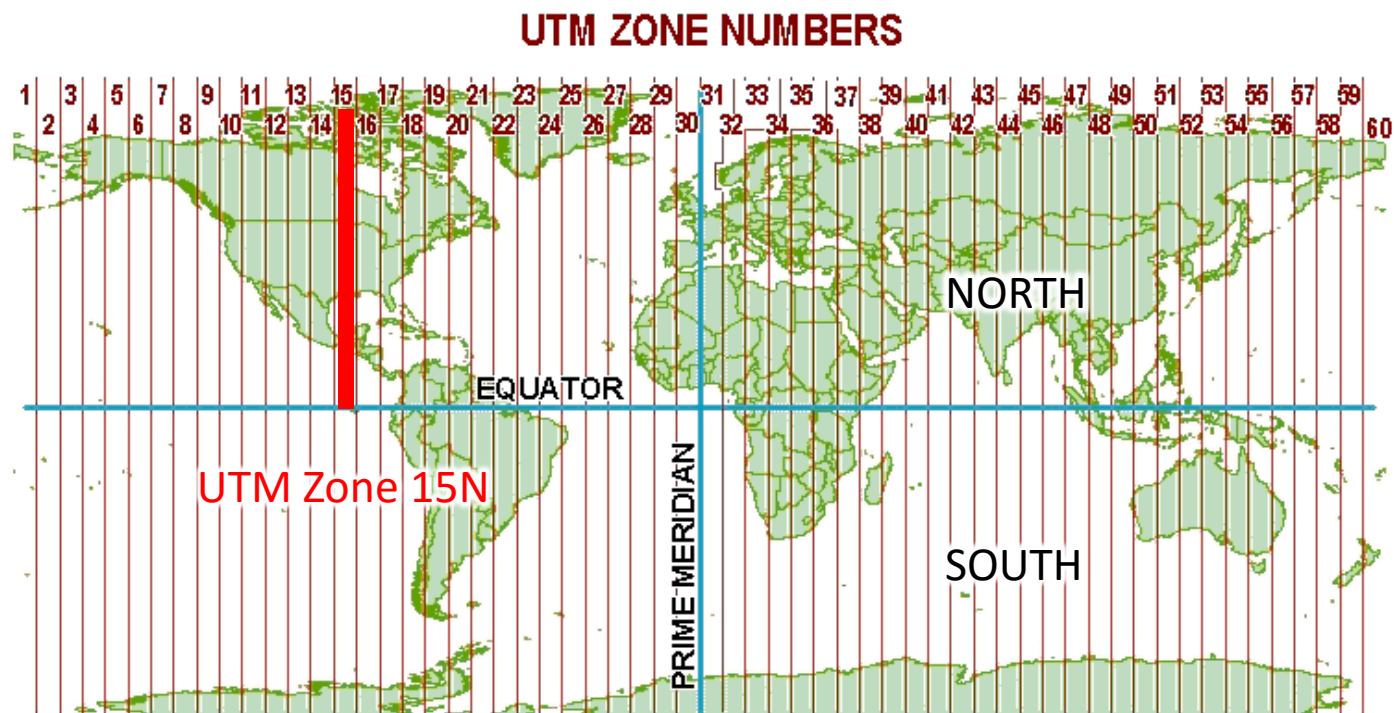 UTM ZONE NUMBERS
1 3 5 7 9 11 13 15 17 19 21 23 25 27 29 31 33 35 37 39 41 43 45 47 49 51 53 55 57 59
2 4 6 8 10 12 14 16 18 20 22 24 26 28 30 32 34 36 38 40 42 44 46 48 50 52 54 56 58 60
NORTH
EQUATOR
UTM Zone 15N
PRIME MERIDIAN
SOUTH